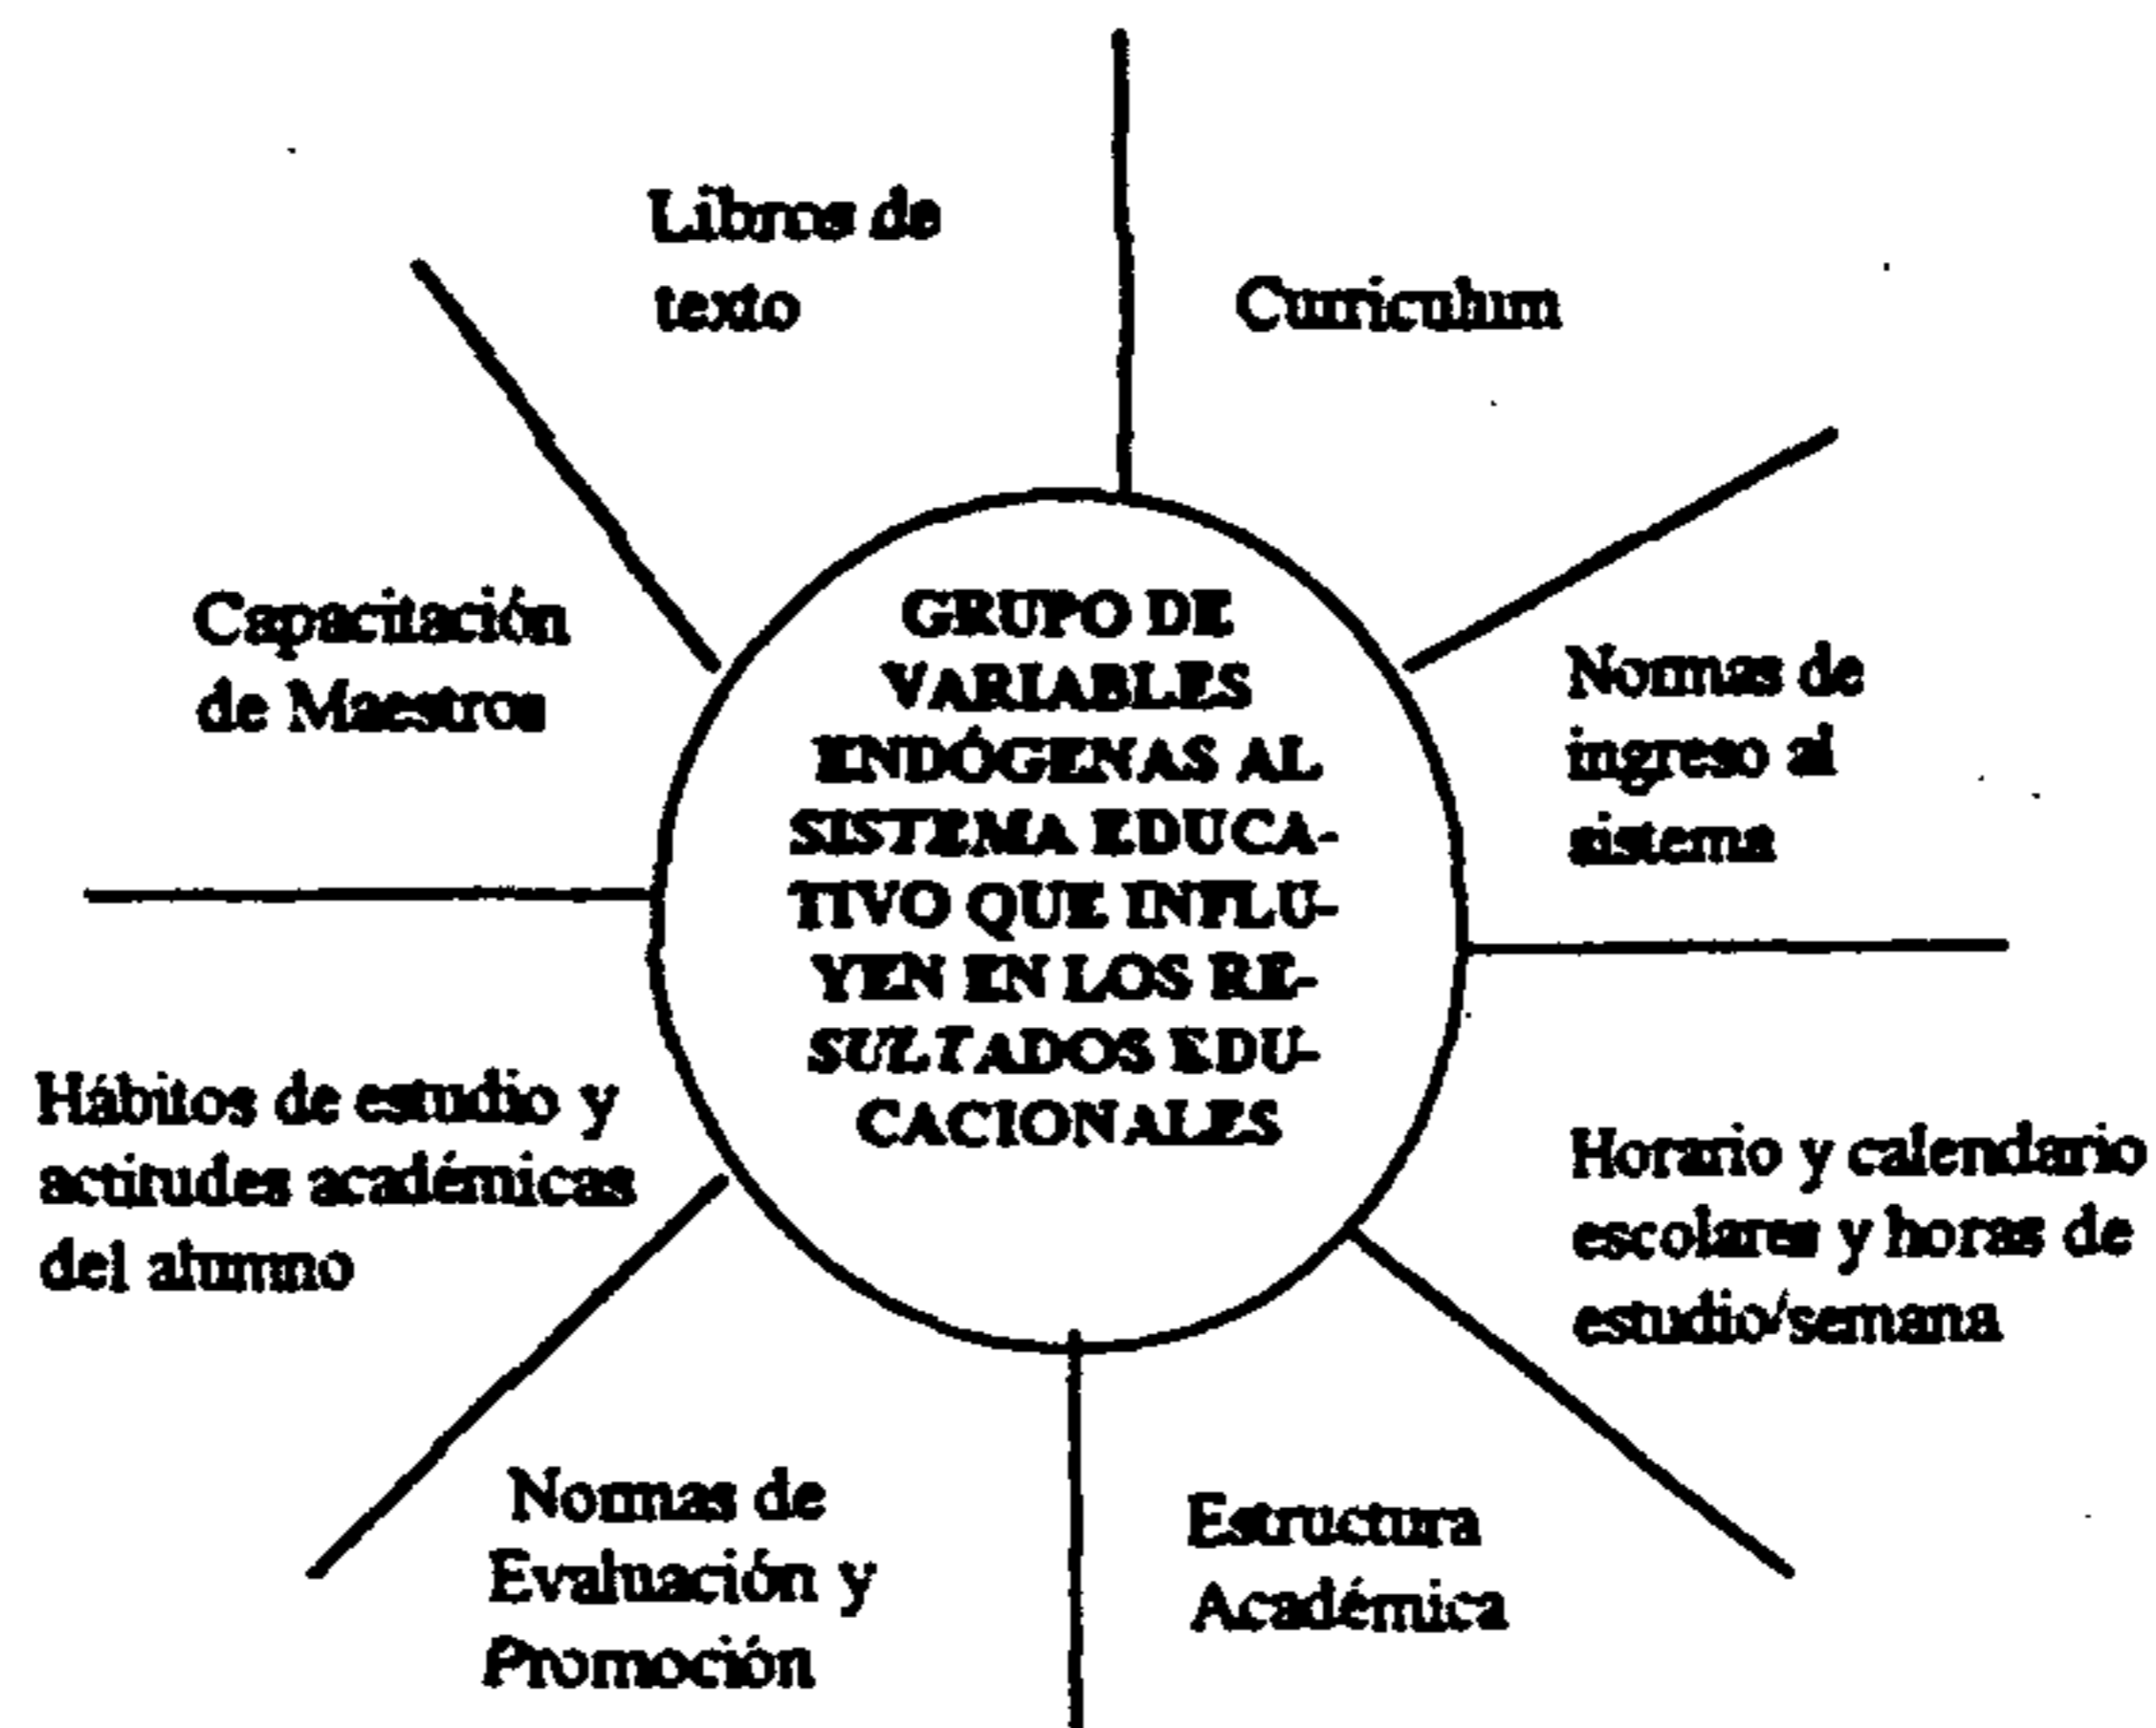 Libros de
texto
Curriculum
Capacitación
de Maestros
GRUPO DE
VARIABLES
ENDÓGENAS AL
SISTEMA EDUCA-
TIVO QUE INFLU-
YEN EN LOS RE-
SULTADOS EDU-
CACIONALES
Normas de
ingreso al
sistema
Hábitos de estudio y
actitudes académicas
del alumno
Horario y calendario
escolares y horas de
estudio/semana
Normas de
Evaluación y
Promoción
Estructura
Académica